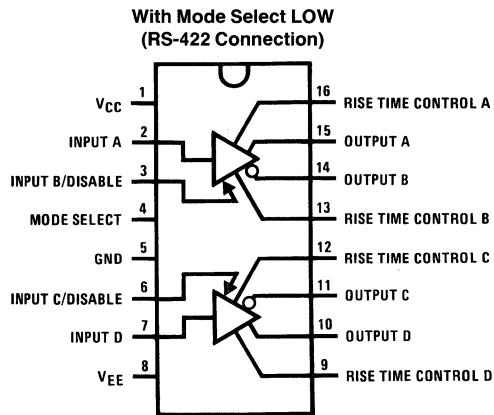 With Mode Select LOW
(RS-422 Connection)
1
VCC
2
INPUT A
3
INPUT B/DISABLE
4
MODE SELECT
5
GND
6
INPUT C/DISABLE
7
INPUT D
8
VEE
16
RISE TIME CONTROL A
15
OUTPUT A
14
OUTPUT B
13
RISE TIME CONTROL B
12
RISE TIME CONTROL C
11
OUTPUT C
10
OUTPUT D
9
RISE TIME CONTROL D